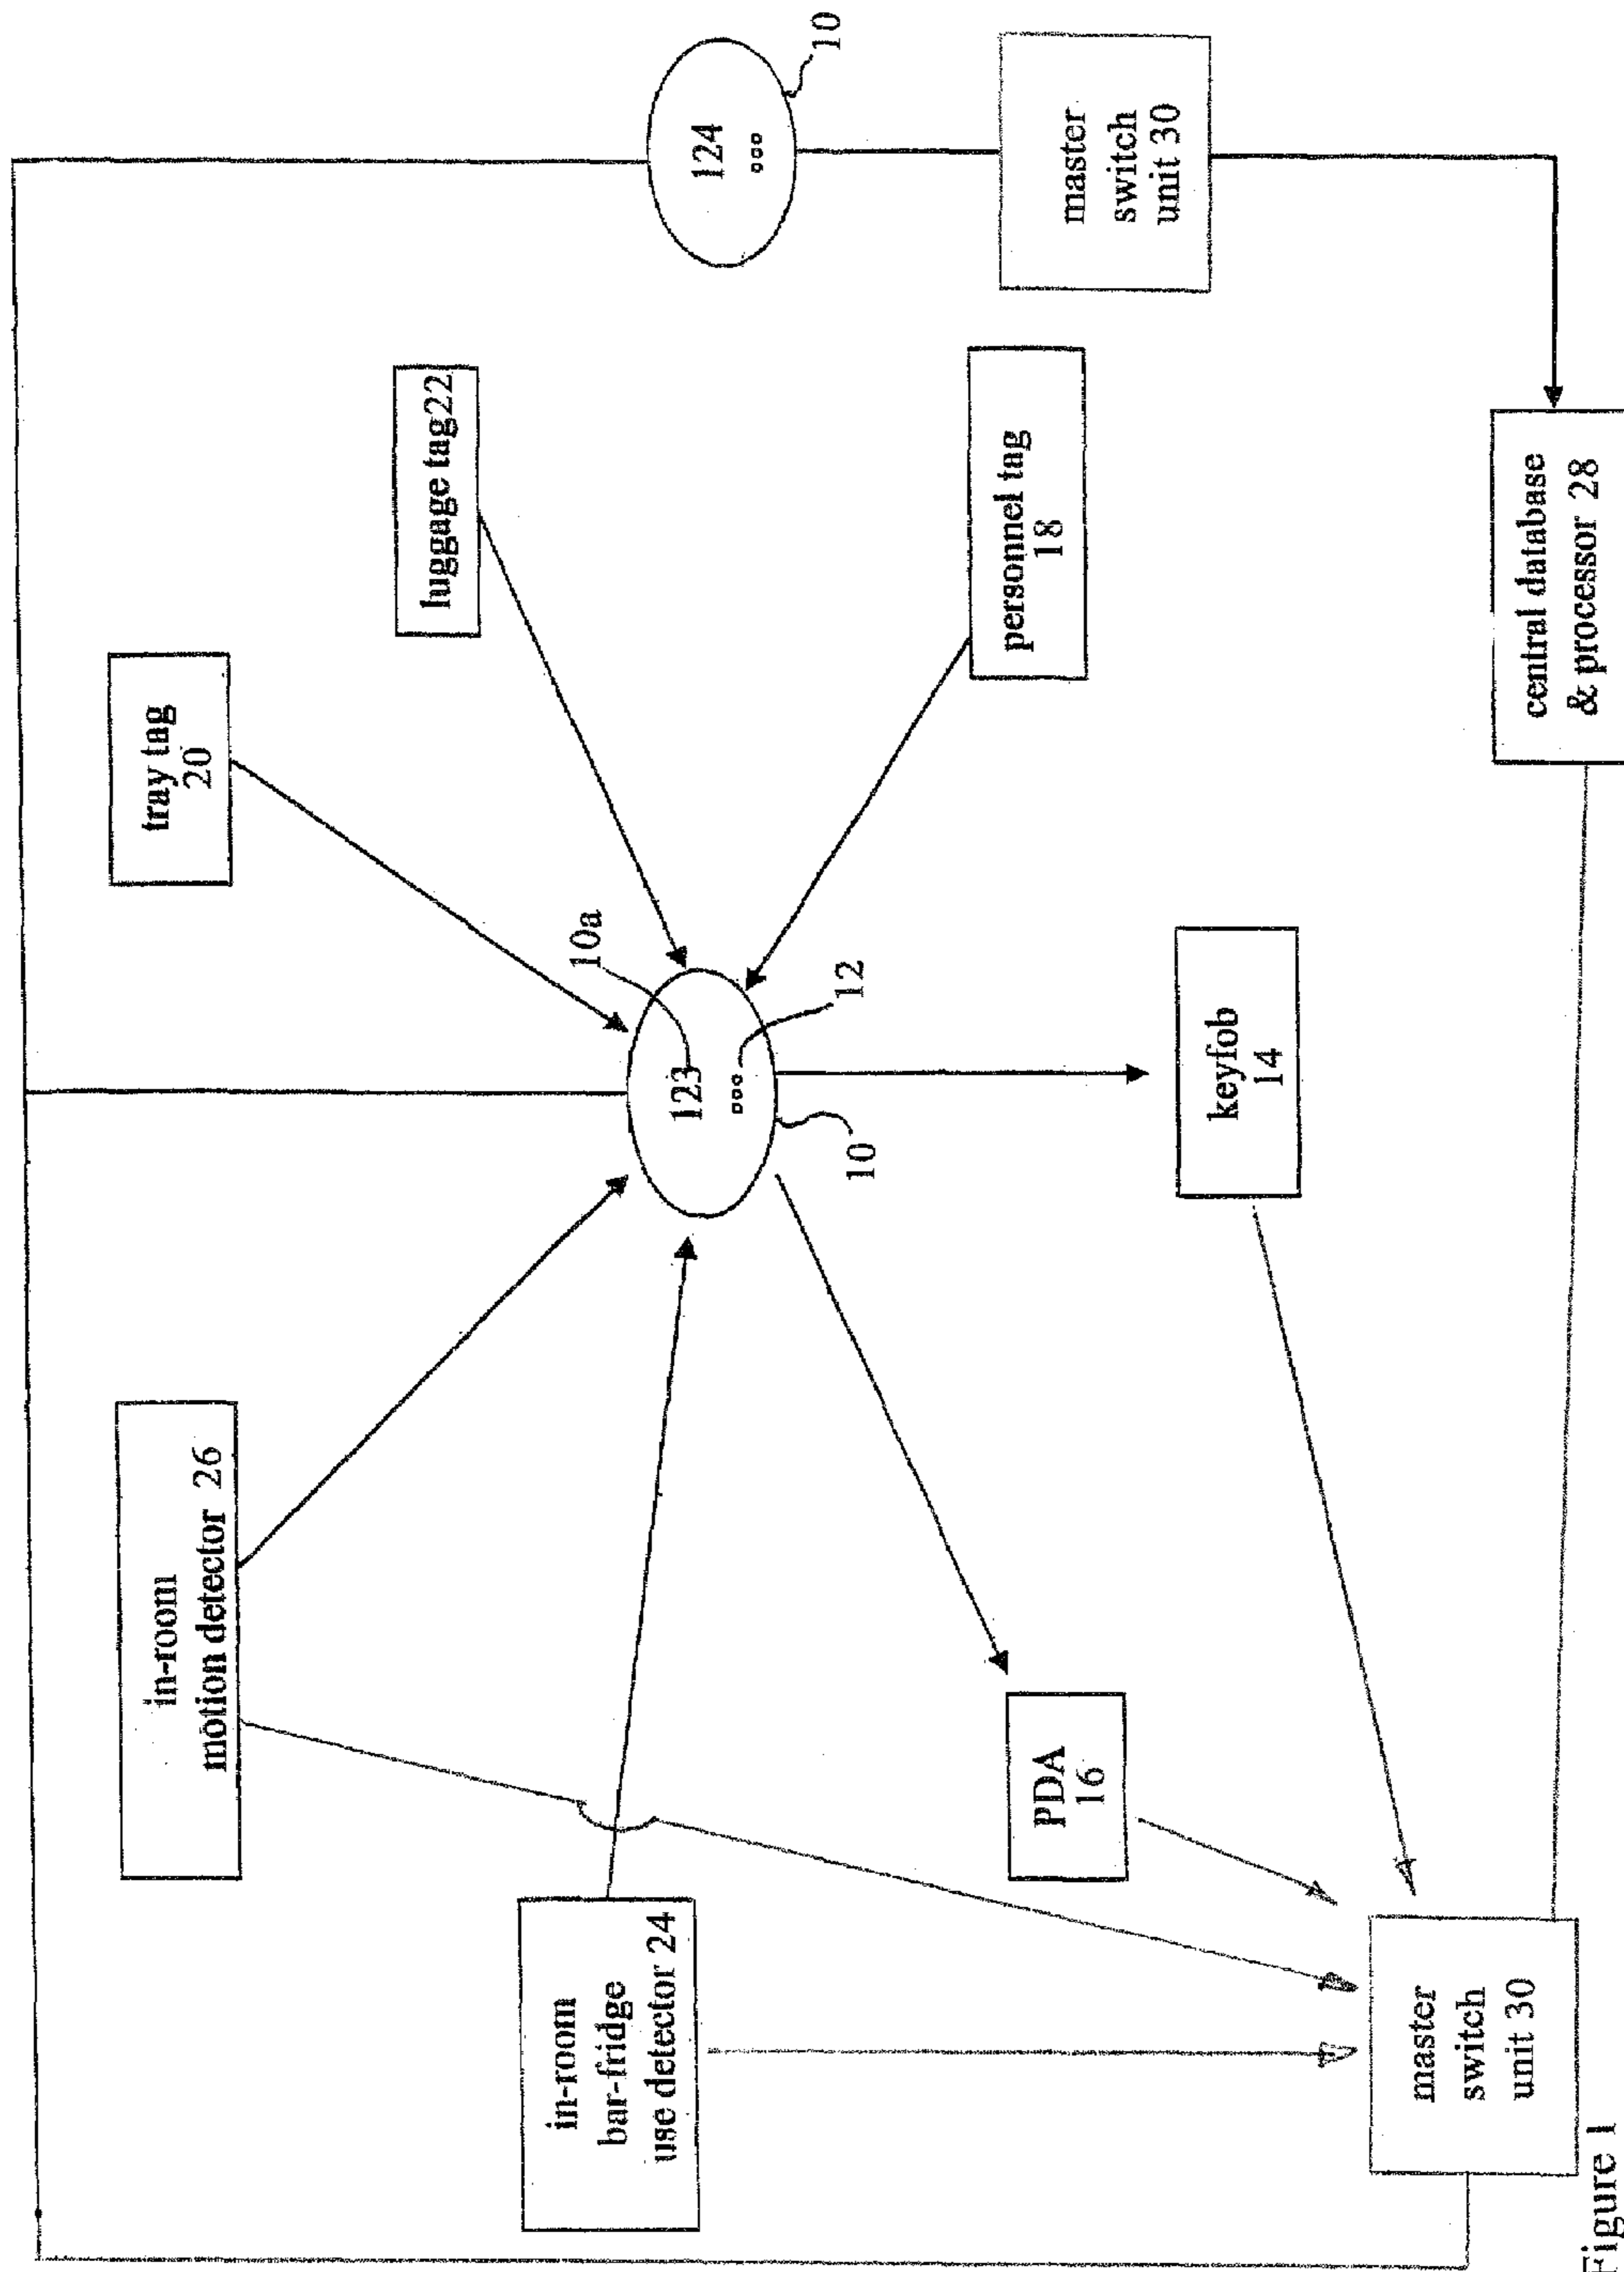 in-room
motion detector 26
tray tag
20
luggage tag22
in-room
bar-fridge
use detector 24
10a
123
ooo
12
10
124
ooo
10
PDA
16
keyfob
14
personnel tag
18
master
switch
unit 30
master
switch
unit 30
central database
& processor 28
Figure 1